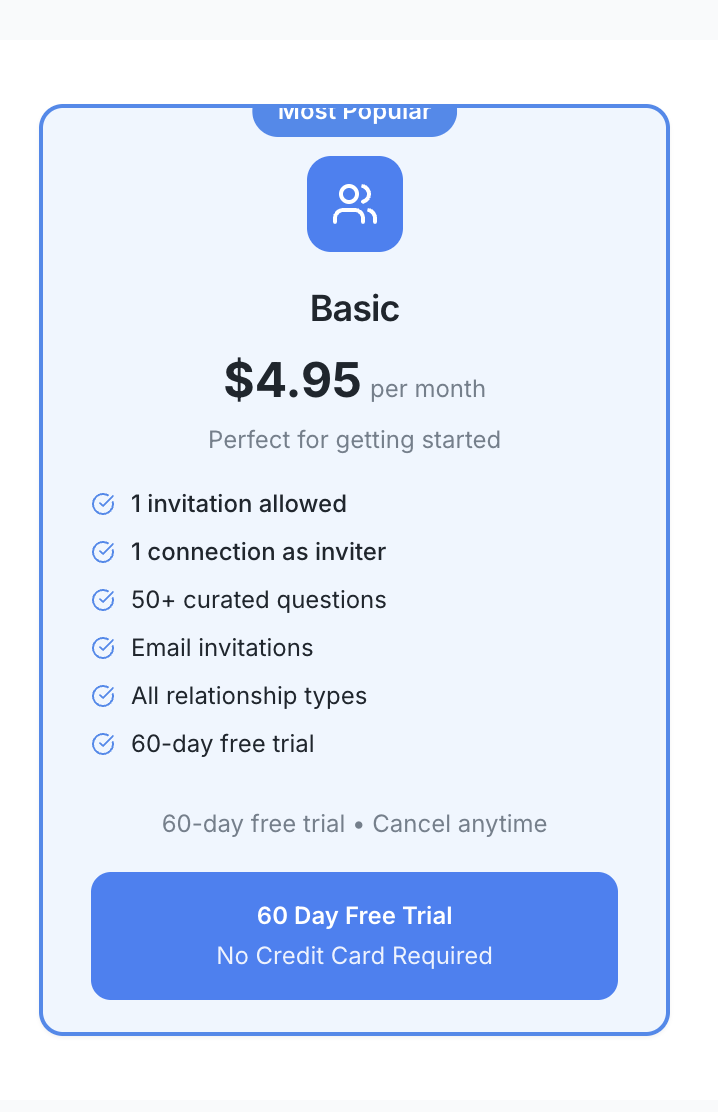 Most Popular
Basic
$4.95 per month
Perfect for getting started
1 invitation allowed
1 connection as inviter
50+ curated questions
Email invitations
All relationship types
60-day free trial
60-day free trial • Cancel anytime
60 Day Free Trial
No Credit Card Required